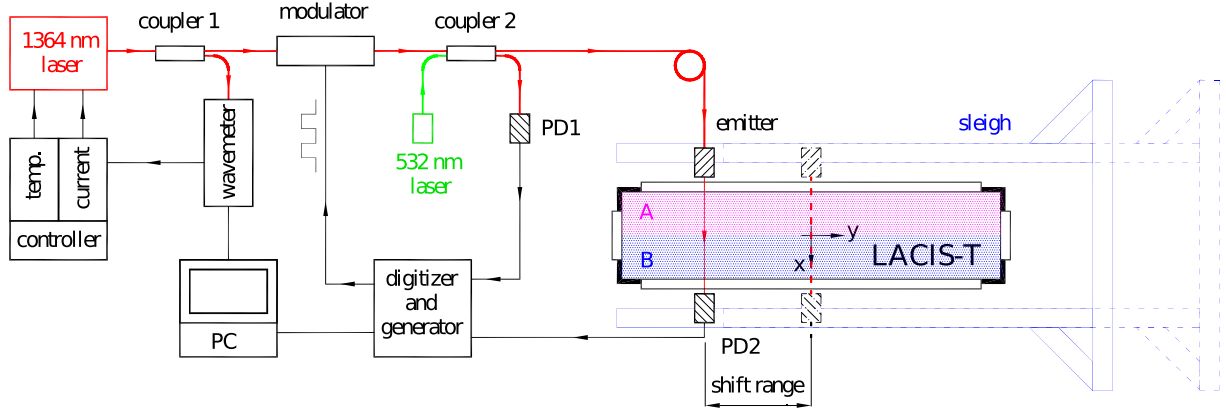 coupler 1
modulator
coupler 2
1364 nm
laser
wavemeter
PD1
emitter
sleigh
532 nm
laser
temp.
current
controller
A
B
y
x
LACIS-T
digitizer
and
generator
PC
PD2
shift range